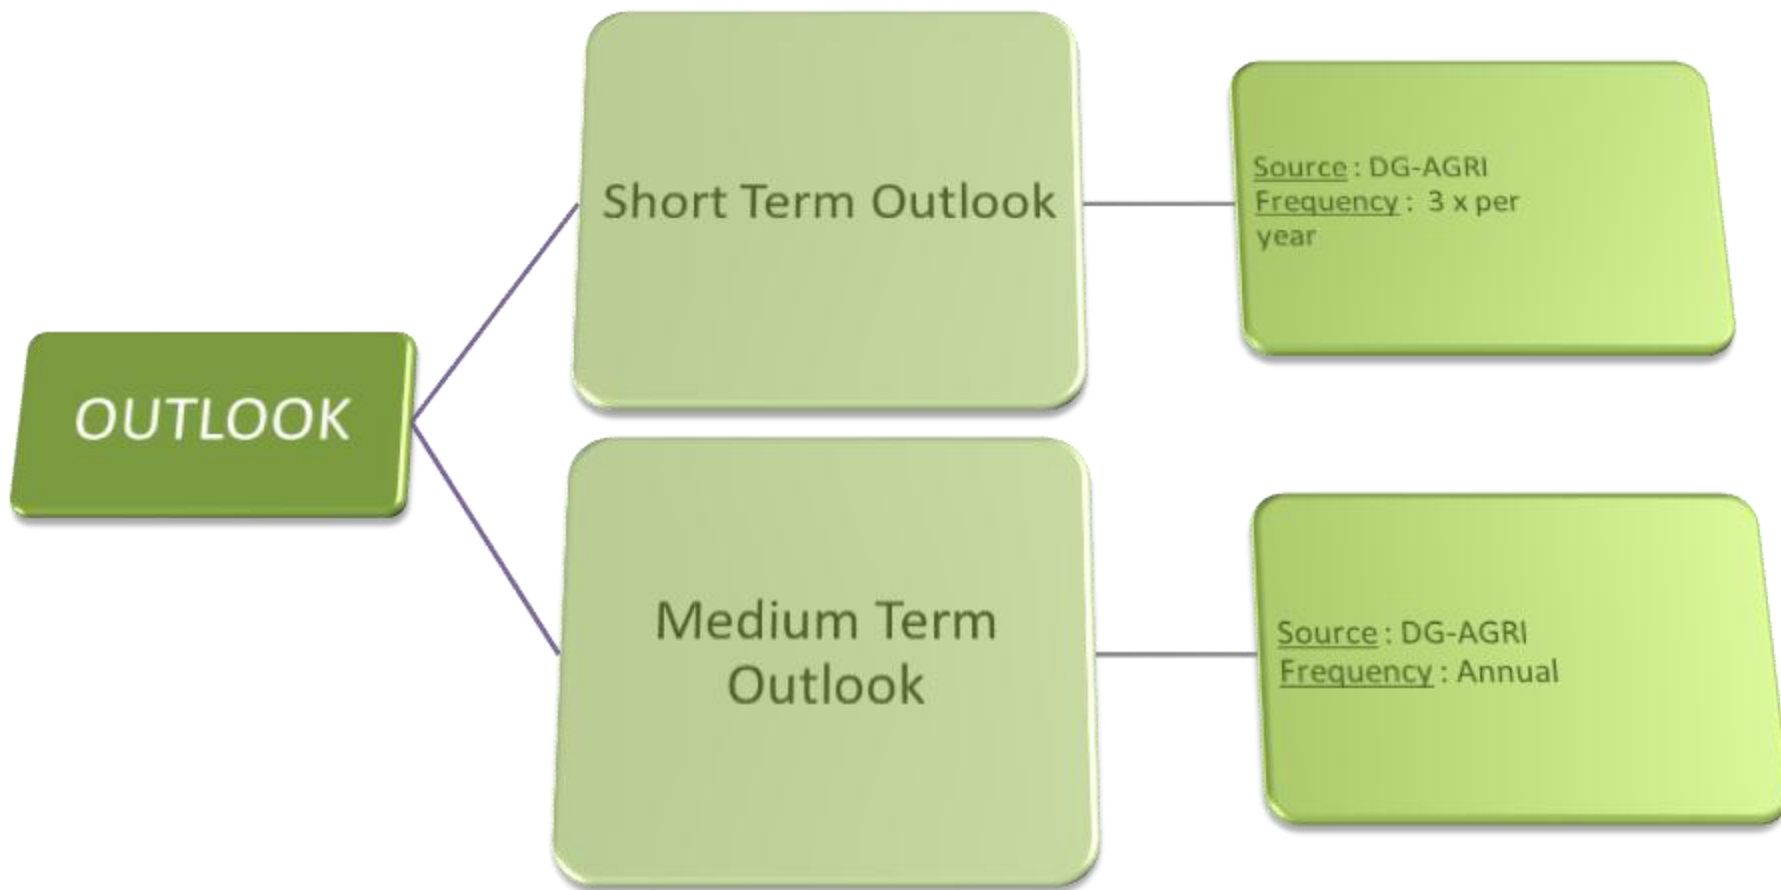 OUTLOOK
Short Term Outlook
Source : DG-AGRI
Frequency :  3 x per
year
Medium Term
Outlook
Source : DG-AGRI
Frequency : Annual